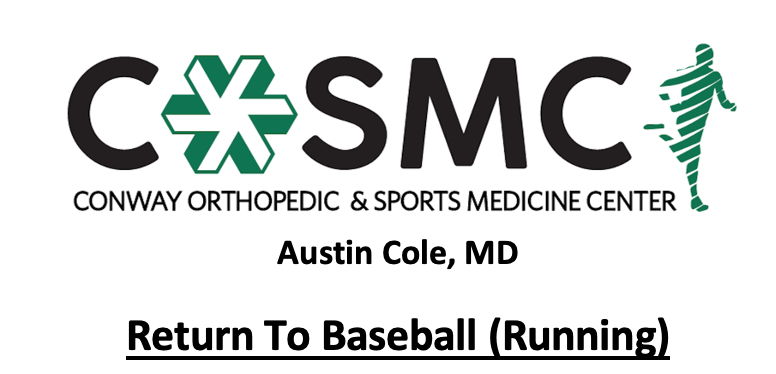 COSMC
CONWAY ORTHOPEDIC & SPORTS MEDICINE CENTER
Austin Cole, MD
Return To Baseball (Running)